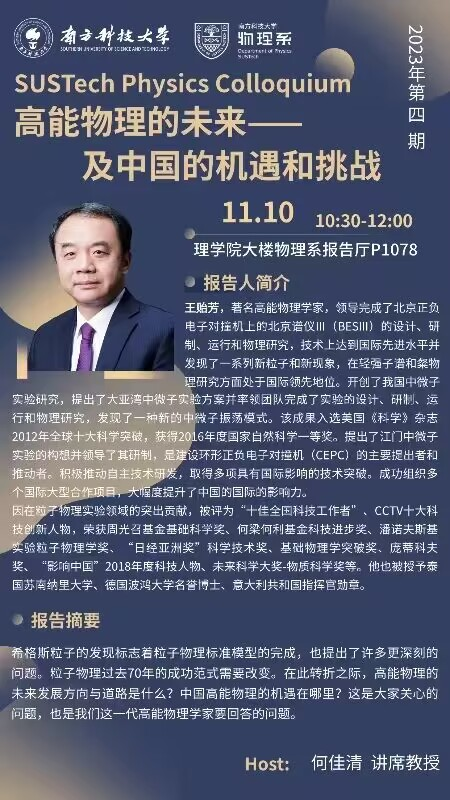 南方科技大学
SOUTHERN UNIVERSITY OF SCIENCE AND TECHNOLOGY
南方科技大学
物理系
Department of Physics
SUSTech
2023年第四期
SUSTech Physics Colloquium
高能物理的未来——
及中国的机遇和挑战
11.10 10:30-12:00
理学院大楼物理系报告厅P1078
报告人简介
王贻芳，著名高能物理学家，领导完成了北京正负
电子对撞机上的北京谱仪III（BESIII）的设计、研
制、运行和物理研究，技术上达到国际先进水平并
发现了一系列新粒子和新现象，在轻强子谱和粲物
理研究方面处于国际领先地位。开创了我国中微子
实验研究，提出了大亚湾中微子实验方案并率领团队完成了实验的设计、研制、运
行和物理研究，发现了一种新的中微子振荡模式。该成果入选美国《科学》杂志
2012年全球十大科学突破，获得2016年度国家自然科学一等奖。提出了江门中微子
实验的构想并领导了其研制，是建设环形正负电子对撞机（CEPC）的主要提出者和
推动者。积极推动自主技术研发，取得多项具有国际影响的技术突破。成功组织多
个国际大型合作项目，大幅度提升了中国的国际的影响力。
因在粒子物理实验领域的突出贡献，被评为“十佳全国科技工作者”、CCTV十大科
技创新人物，荣获周光召基金基础科学奖、何梁何利基金科技进步奖、潘诺夫斯基
实验粒子物理学奖、“日经亚洲奖”科学技术奖、基础物理学突破奖、庞蒂科夫
奖、“影响中国”2018年度科技人物、未来科学大奖-物质科学奖等。他也被授予泰
国苏南纳里大学、德国波鸿大学名誉博士、意大利共和国指挥官勋章。
报告摘要
希格斯粒子的发现标志着粒子物理标准模型的完成，也提出了许多更深刻的
问题。粒子物理过去70年的成功范式需要改变。在此转折之际，高能物理的
未来发展方向与道路是什么？中国高能物理的机遇在哪里？这是大家关心的
问题，也是我们这一代高能物理学家要回答的问题。
Host: 何佳清 讲席教授